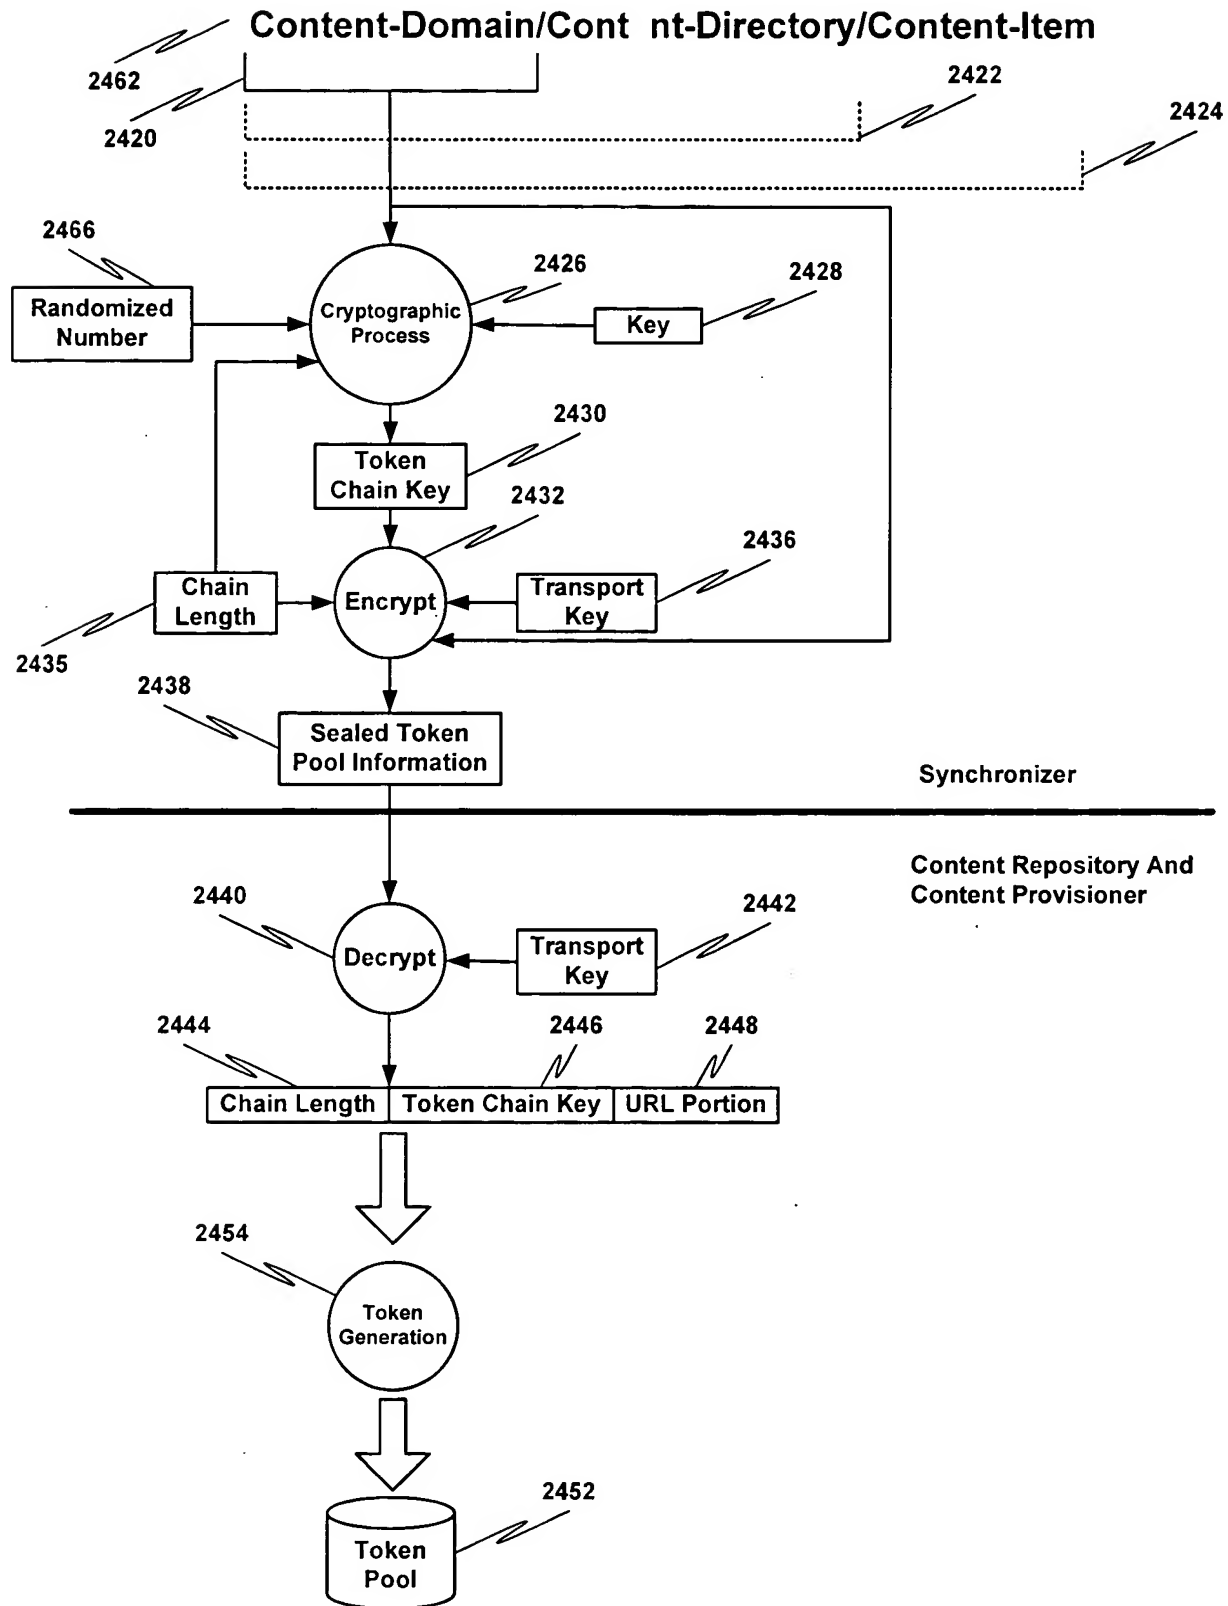 Content-Domain/Cont nt-Directory/Content-Item
2462
2420
2422
2424
2466
2426
2428
Randomized
Number
Cryptographic
Process
Key
2430
Token
Chain Key
2432
2436
Chain
Length
Encrypt
Transport
Key
2435
2438
Sealed Token
Pool Information
Synchronizer
Content Repository And
Content Provisioner
2440
2442
Decrypt
Transport
Key
2444
2446
2448
Chain Length
Token Chain Key
URL Portion
2454
Token
Generation
2452
Token
Pool